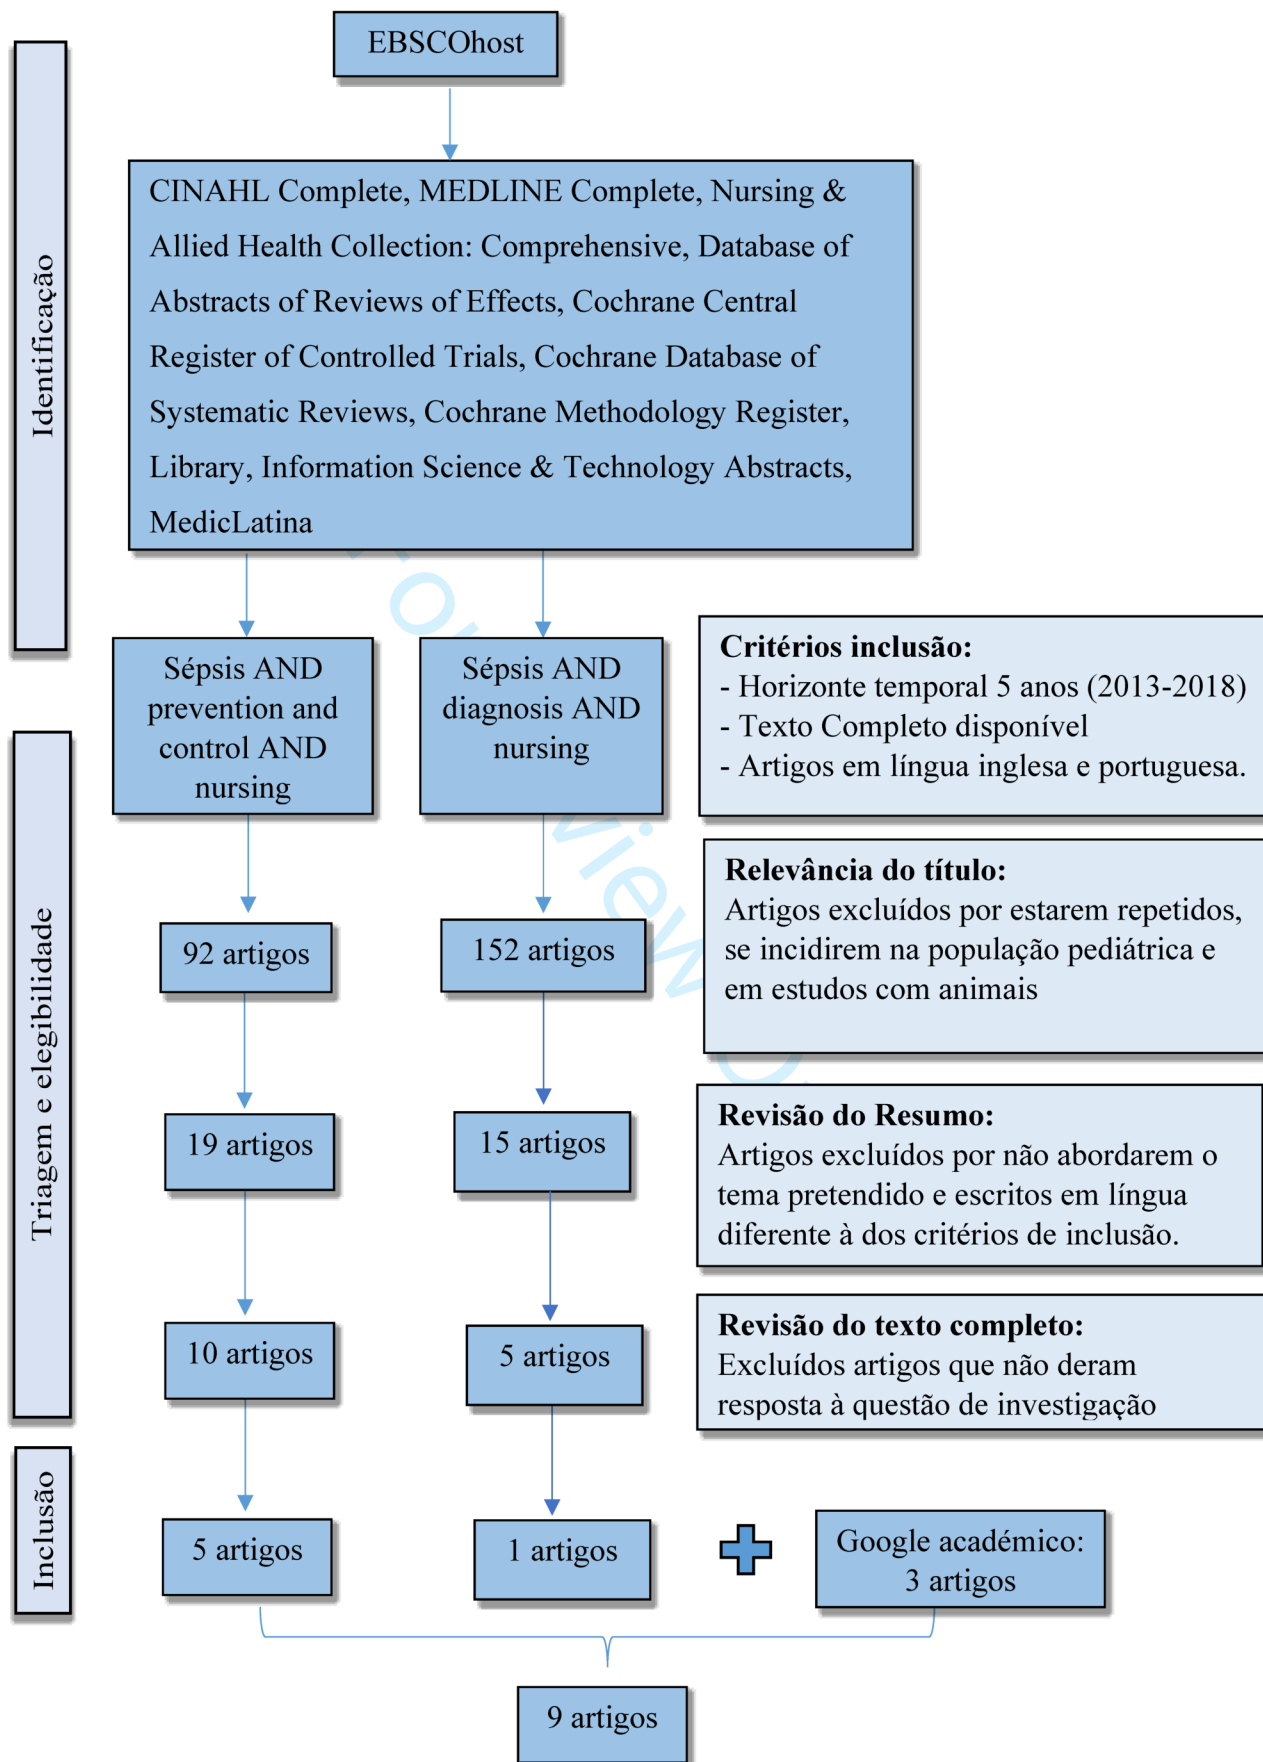 EBSCOhost
Identificação
CINAHL Complete, MEDLINE Complete, Nursing &
Allied Health Collection: Comprehensive, Database of
Abstracts of Reviews of Effects, Cochrane Central
Register of Controlled Trials, Cochrane Database of
Systematic Reviews, Cochrane Methodology Register,
Library, Information Science & Technology Abstracts,
MedicLatina
Sépsis AND
prevention and
control AND
nursing
Sépsis AND
diagnosis AND
nursing
Critérios inclusão:
- Horizonte temporal 5 anos (2013-2018)
- Texto Completo disponível
- Artigos em língua inglesa e portuguesa.
Triagem e elegibilidade
92 artigos
152 artigos
Relevância do título:
Artigos excluídos por estarem repetidos,
se incidirem na população pediátrica e
em estudos com animais
19 artigos
15 artigos
Revisão do Resumo:
Artigos excluídos por não abordarem o
tema pretendido e escritos em língua
diferente à dos critérios de inclusão.
10 artigos
5 artigos
Revisão do texto completo:
Excluídos artigos que não deram
resposta à questão de investigação
Inclusão
5 artigos
1 artigos
Google académico:
3 artigos
9 artigos